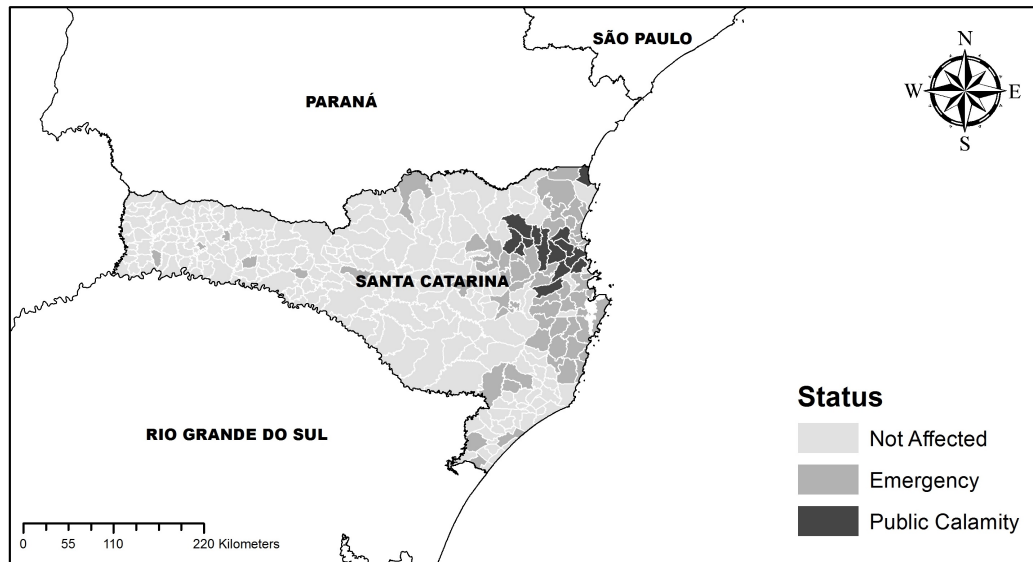 SÃO PAULO
N
W E
S
PARANÁ
SANTA CATARINA
RIO GRANDE DO SUL
Status
Not Affected
Emergency
Public Calamity
0 55 110 220 Kilometers